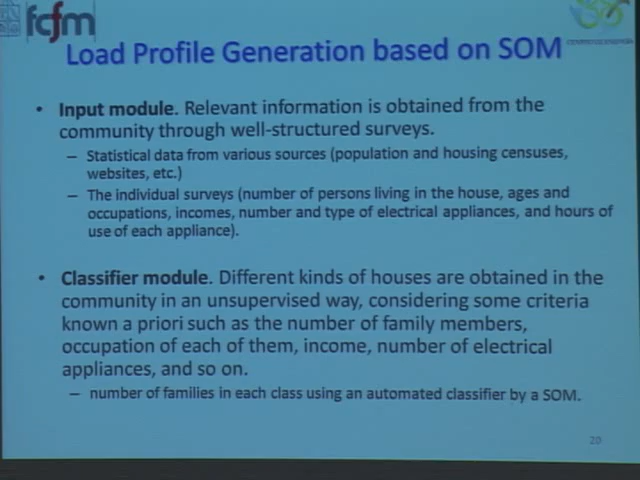 fcfm
Load Profile Generation based on SOM
• Input module. Relevant information is obtained from the
community through well-structured surveys.
– Statistical data from various sources (population and housing censuses,
websites, etc.)
– The individual surveys (number of persons living in the house, ages and
occupations, incomes, number and type of electrical appliances, and hours of
use of each appliance).
• Classifier module. Different kinds of houses are obtained in the
community in an unsupervised way, considering some criteria
known a priori such as the number of family members,
occupation of each of them, income, number of electrical
appliances, and so on.
– number of families in each class using an automated classifier by a SOM.
20